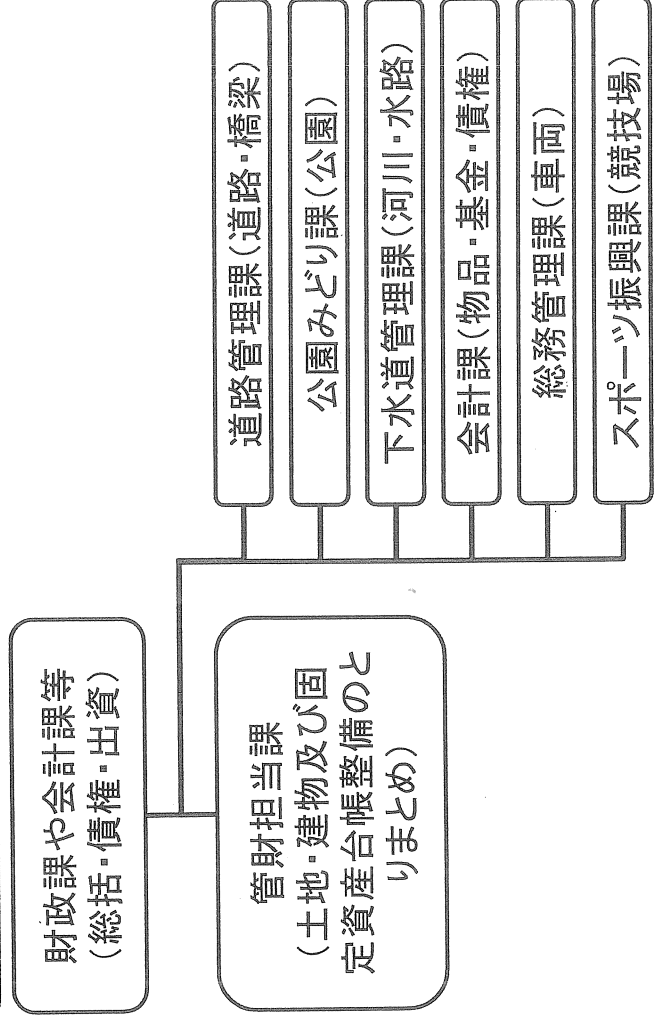 財政課や会計課等
（総括・債権・出資）
管財担当課
（土地・建物及び固
定資産台帳整備のと
りまとめ）
道路管理課（道路・橋梁）
公園みどり課（公園）
下水道管理課（河川・水路）
会計課（物品・基金・債権）
総務管理課（車両）
スポーツ振興課（競技場）